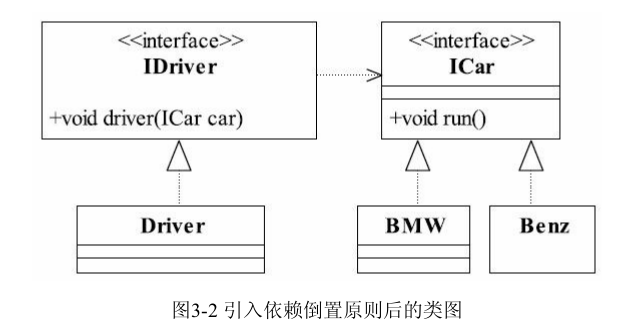 <<interface>>
IDriver
+void driver(ICar car)
<<interface>>
ICar
+void run()
Driver
BMW
Benz
图3-2 引入依赖倒置原则后的类图